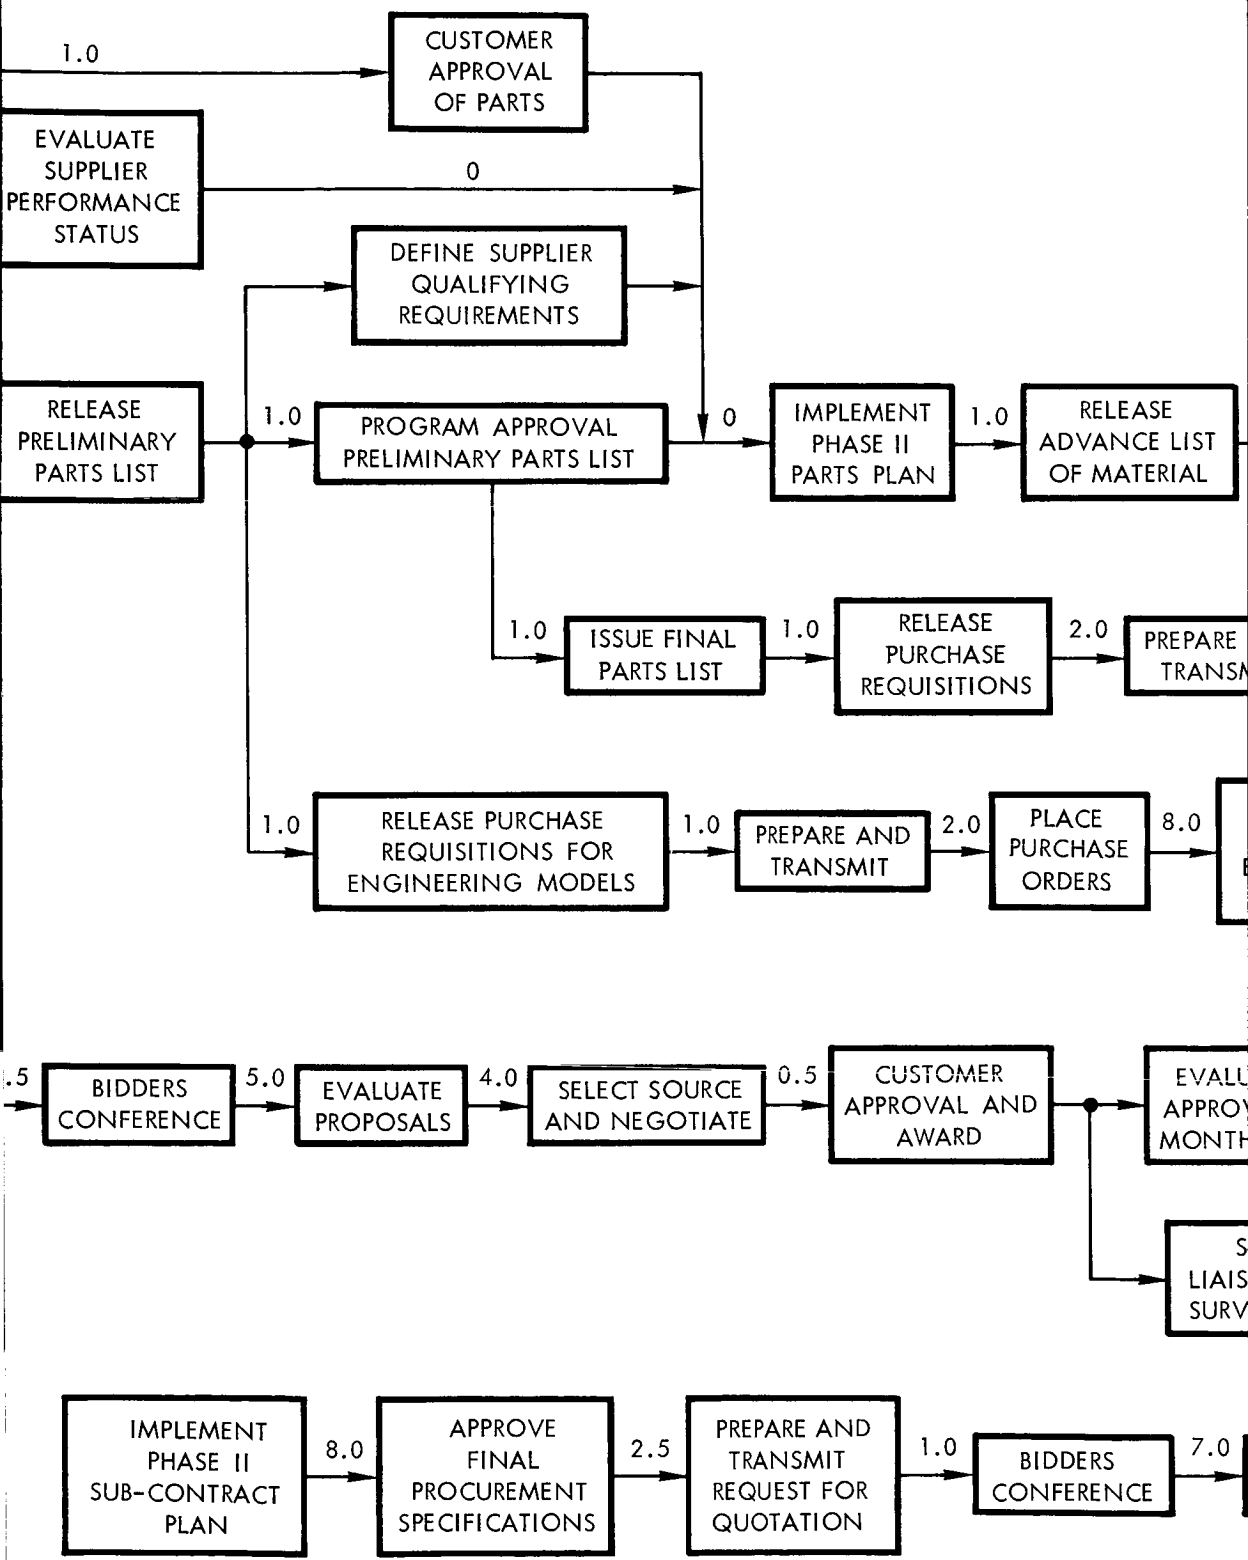 1.0
CUSTOMER
APPROVAL
OF PARTS
EVALUATE
SUPPLIER
PERFORMANCE
STATUS
0
DEFINE SUPPLIER
QUALIFYING
REQUIREMENTS
RELEASE
PRELIMINARY
PARTS LIST
1.0
PROGRAM APPROVAL
PRELIMINARY PARTS LIST
0
IMPLEMENT
PHASE II
PARTS PLAN
1.0
RELEASE
ADVANCE LIST
OF MATERIAL
1.0
ISSUE FINAL
PARTS LIST
1.0
RELEASE
PURCHASE
REQUISITIONS
2.0
PREPARE
1.0
RELEASE PURCHASE
REQUISITIONS FOR
ENGINEERING MODELS
1.0
PREPARE AND
TRANSMIT
2.0
PLACE
PURCHASE
ORDERS
8.0
.5
BIDDERS
CONFERENCE
5.0
EVALUATE
PROPOSALS
4.0
SELECT SOURCE
AND NEGOTIATE
0.5
CUSTOMER
APPROVAL AND
AWARD
IMPLEMENT
PHASE II
SUB-CONTRACT
PLAN
8.0
APPROVE
FINAL
PROCUREMENT
SPECIFICATIONS
2.5
PREPARE AND
TRANSMIT
REQUEST FOR
QUOTATION
1.0
BIDDERS
CONFERENCE
7.0